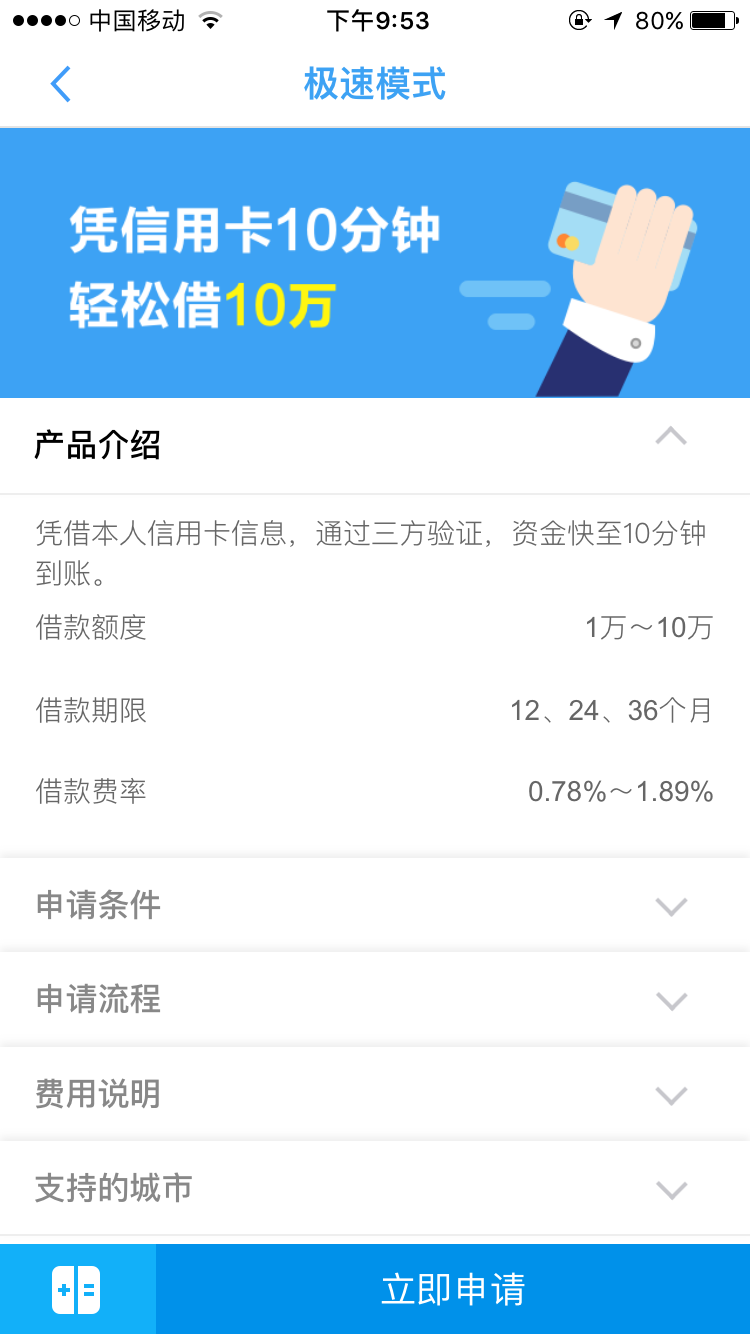 中国移动
下午9:53
80%
极速模式
凭信用卡10分钟
轻松借10万
产品介绍
凭借本人信用卡信息，通过三方验证，资金快至10分钟
到账。
借款额度 1万～10万
借款期限 12、24、36个月
借款费率 0.78%～1.89%
申请条件
申请流程
费用说明
支持的城市
立即申请